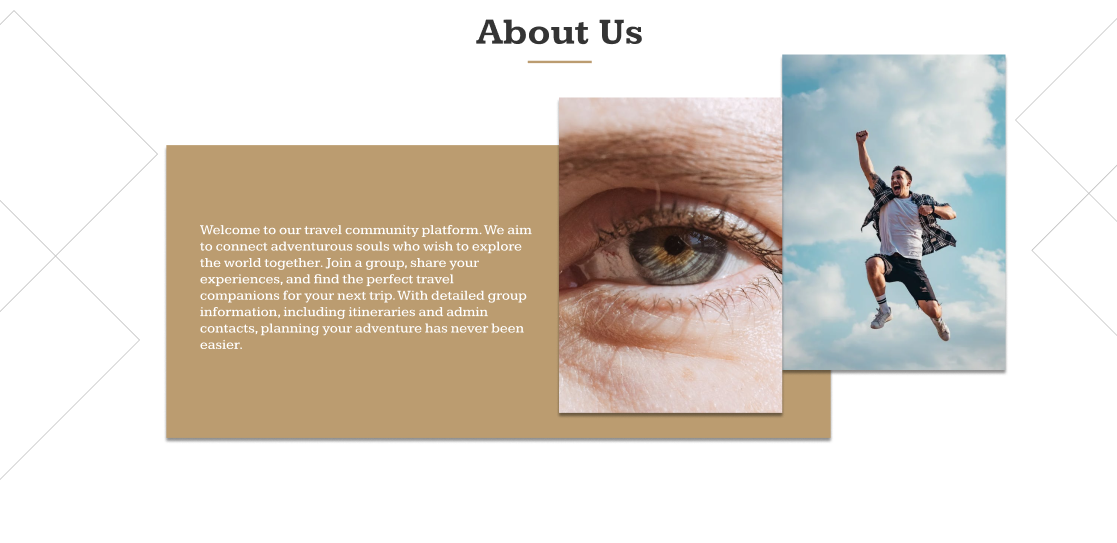 About Us
Welcome to our travel community platform. We aim
to connect adventurous souls who wish to explore
the world together. Join a group, share your
experiences, and find the perfect travel
companions for your next trip. With detailed group
information, including itineraries and admin
contacts, planning your adventure has never been
easier.